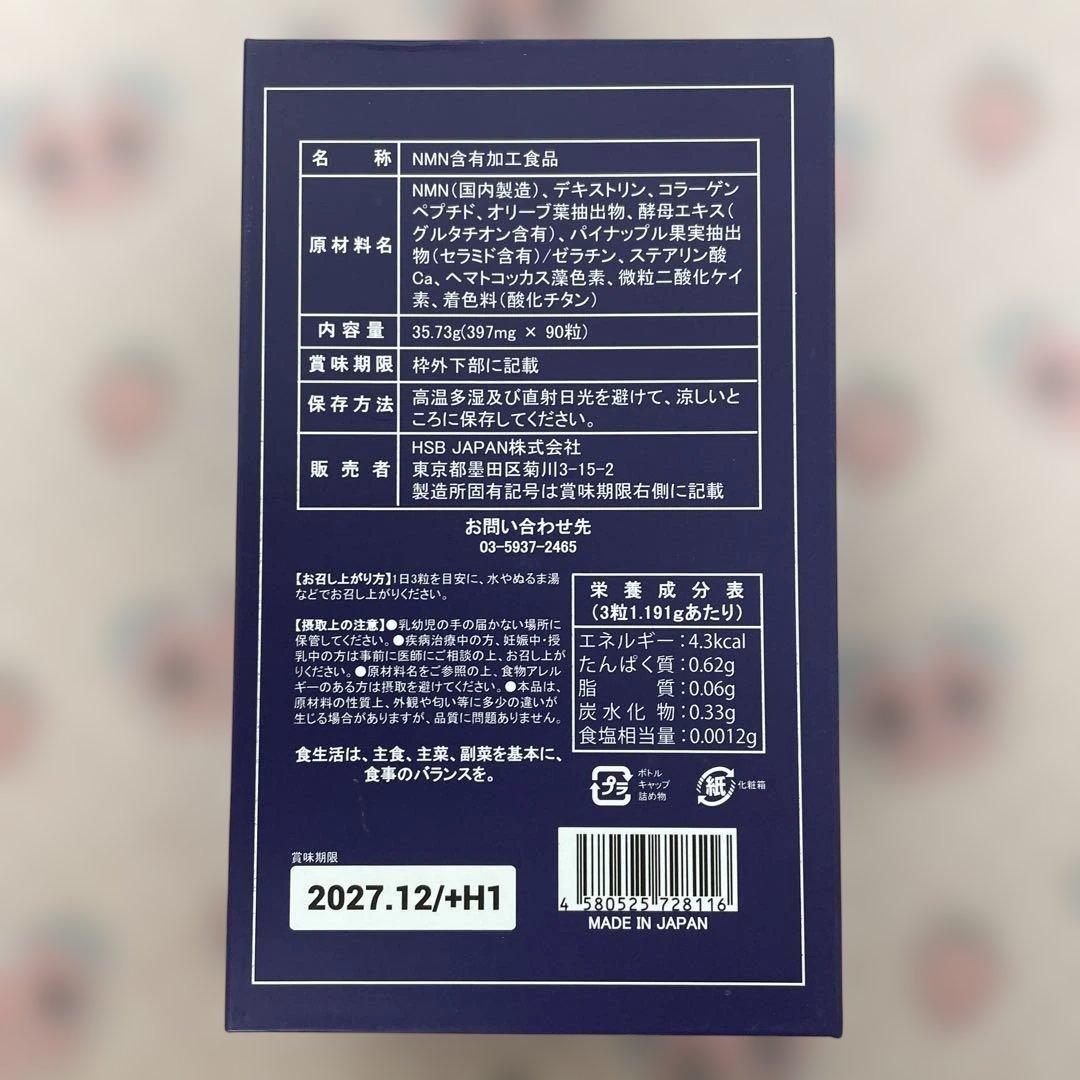 名 称 NMN含有加工食品
原材料名 NMN(国内製造)、デキストリン、コラーゲン
ペプチド、オリーブ葉抽出物、酵母エキス(
グルタチオン含有)、パイナップル果実抽出
物(セラミド含有)/ゼラチン、ステアリン酸
Ca、ヘマトコッカス藻色素、微粒二酸化ケイ
素、着色料(酸化チタン)
内容量 35.73g(397mg × 90粒)
賞味期限 枠外下部に記載
保存方法 高温多湿及び直射日光を避けて、涼しいと
ころに保存してください。
販売者 HSB JAPAN株式会社
東京都墨田区菊川3-15-2
製造所固有記号は賞味期限右側に記載
お問い合わせ先
03-5937-2465
【お召し上がり方】1日3粒を目安に、水やぬるま湯
などでお召し上がりください。
【摂取上の注意】●乳幼児の手の届かない場所に
保管してください。●疾病治療中の方、妊娠中・授
乳中の方は事前に医師にご相談の上、お召し上が
りください。●原材料名をご参照の上、食物アレル
ギーのある方は摂取を避けてください。●本品は、
原材料の性質上、外観や匂い等に多少の違いが
生じる場合がありますが、品質に問題ありません。
食生活は、主食、主菜、副菜を基本に、
食事のバランスを。
栄養成分表
(3粒1.191gあたり)
エネルギー:4.3kcal
たんぱく質:0.62g
脂 質:0.06g
炭水化物:0.33g
食塩相当量:0.0012g
プラ
ボトル
キャップ
詰め物
紙
化粧箱
賞味期限
2027.12/+H1
4 580525 728116
MADE IN JAPAN